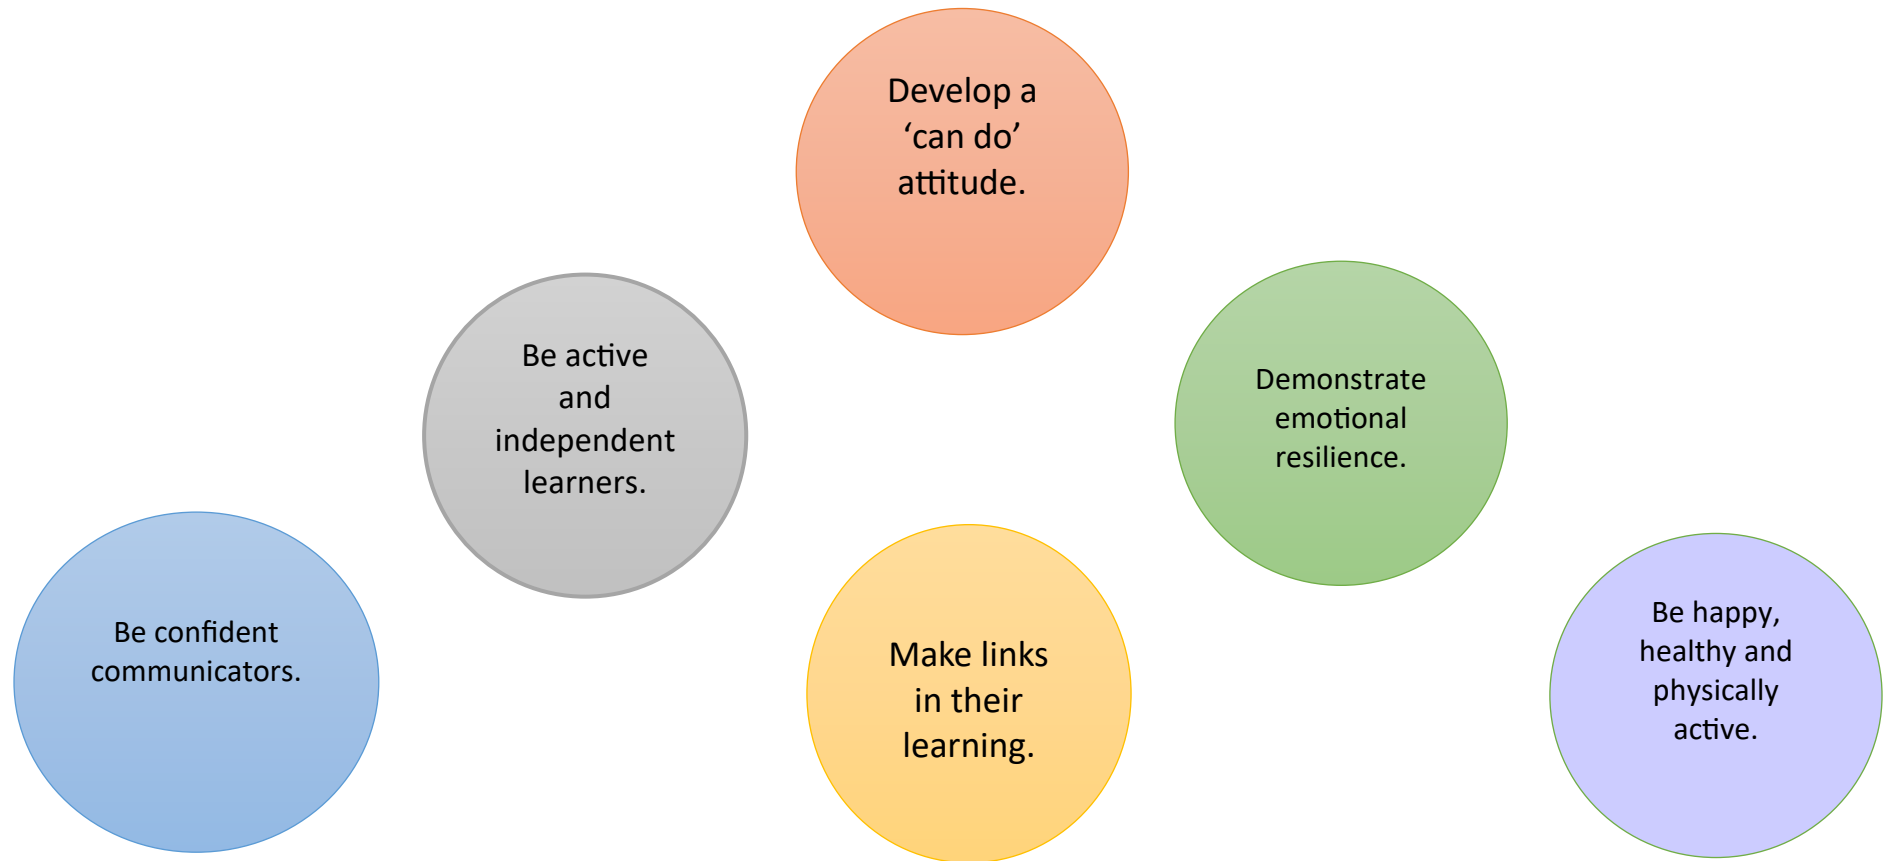 Develop a
‘can do’
attitude.
Be active
and
independent
learners.
Demonstrate
emotional
resilience.
Be confident
communicators.
Make links
in their
learning.
Be happy,
healthy and
physically
active.